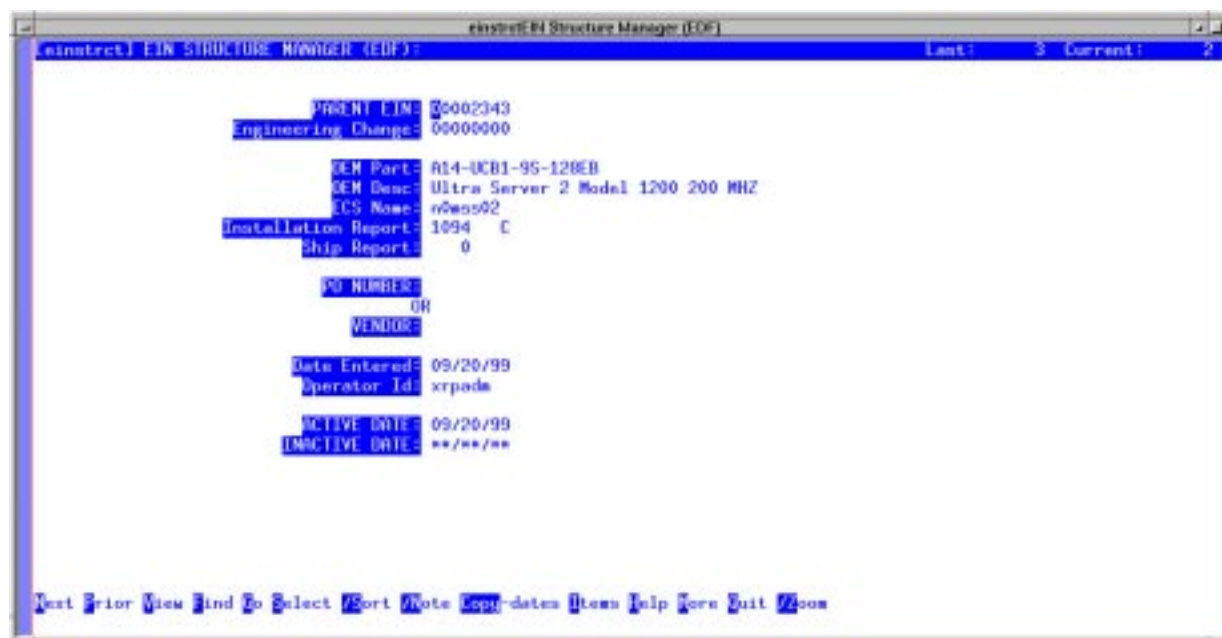 einstrctEIN Structure Manager (EDF)
[einstrct] EIN STRUCTURE MANAGER (EDF): Last: 3 Current: 2
PARENT EIN: 00002343
Engineering Change: 00000000
OEM Part: A14-UCB1-9S-128EB
OEM Desc: Ultra Server 2 Model 1200 200 MHZ
ECS Name: n0mss02
Installation Report: 1094 C
Ship Report: 0
PO NUMBER:
OR
VENDOR:
Date Entered: 09/20/99
Operator Id: xrpadm
ACTIVE DATE: 09/20/99
INACTIVE DATE: **/**/**
Next Prior View Find Go Select /Sort /Note Copy-dates Items Help More Quit /Zoom